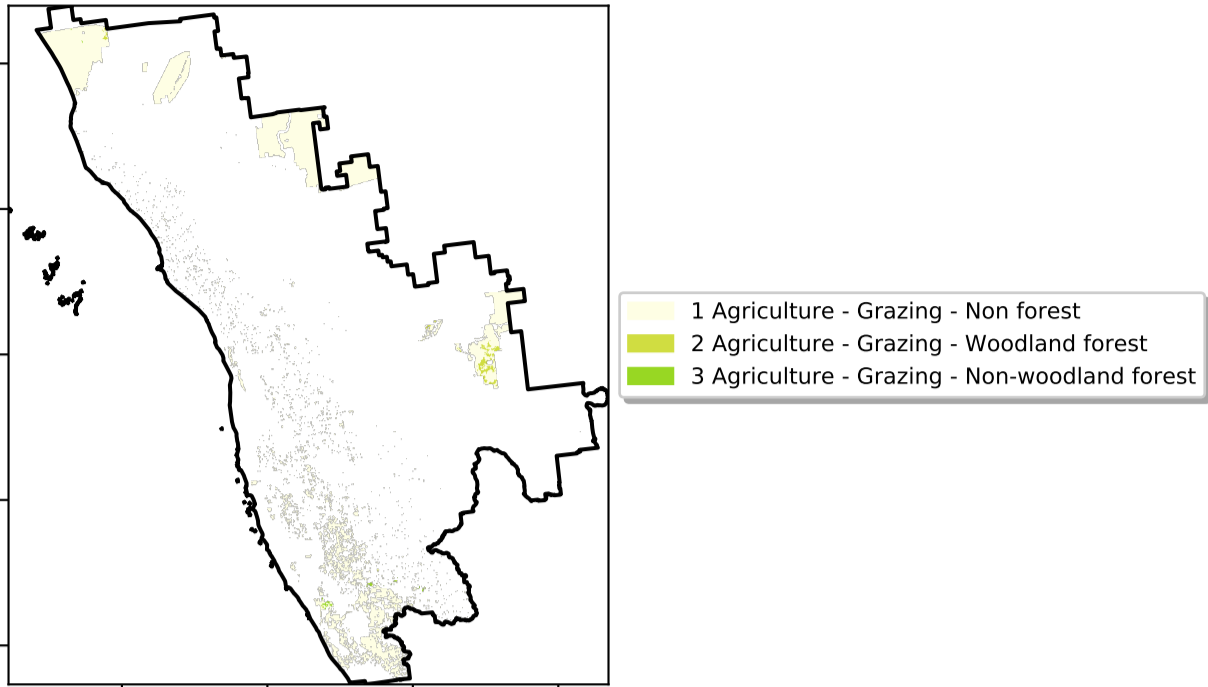 1 Agriculture - Grazing - Non forest
2 Agriculture - Grazing - Woodland forest
3 Agriculture - Grazing - Non-woodland forest